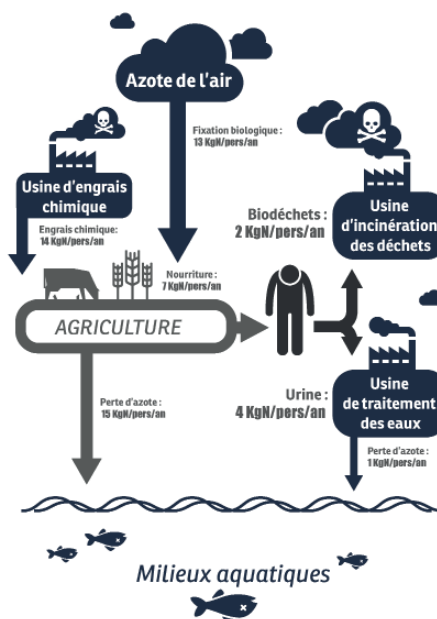 Azote de l'air
Fixation biologique :
13 KgN/pers/an
Usine d'engrais
chimique
Engrais chimique:
14 KgN/pers/an
Biodéchets :
2 KgN/pers/an
Usine
d'incinération
des déchets
Nourriture :
7 KgN/pers/an
AGRICULTURE
Perte d'azote :
15 KgN/pers/an
Urine :
4 KgN/pers/an
Usine
de traitement
des eaux
Perte d'azote :
1 KgN/pers/an
Milieux aquatiques